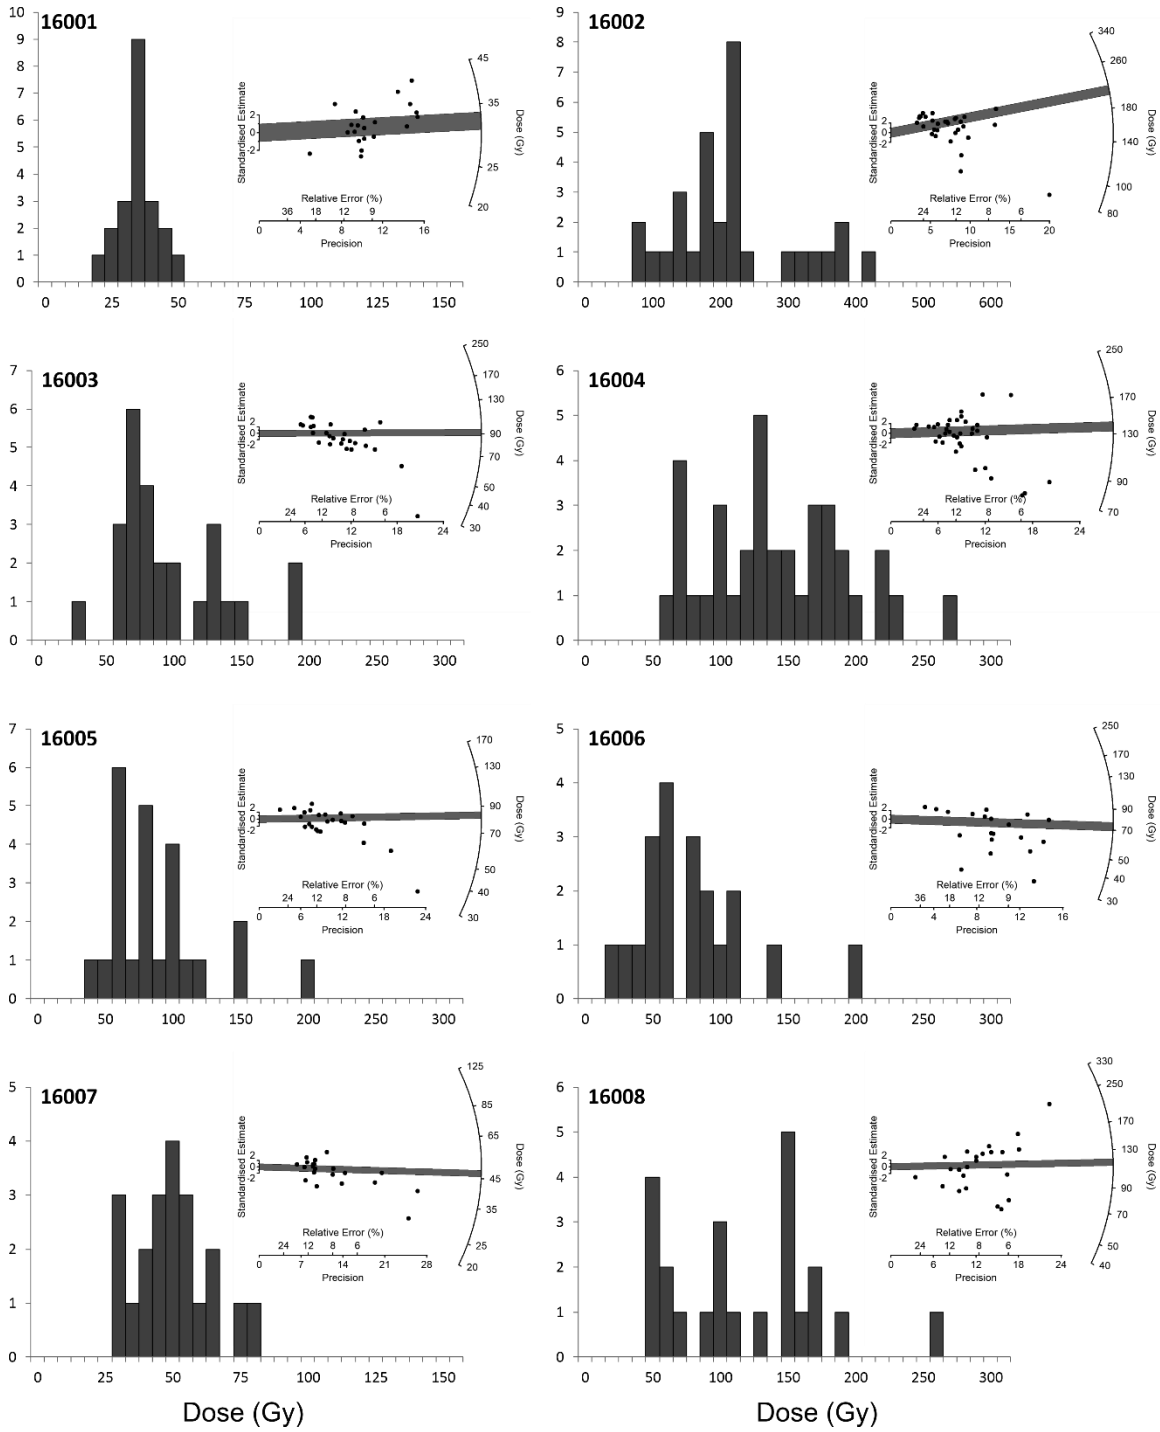 16001
10
9
8
7
6
5
4
3
2
1
0
0 25 50 75 100 125 150
Standardised Estimate
2
0
-2
Relative Error (%)
36 18 12 9
0 4 8 12 16
Precision
45
35
25
20
Dose (Gy)
16002
9
8
7
6
5
4
3
2
1
0
0 100 200 300 400 500 600
Standardised Estimate
2
0
-2
Relative Error (%)
24 12 8 6
0 5 10 15 20
Precision
340
260
180
140
100
80
Dose (Gy)
16003
7
6
5
4
3
2
1
0
0 50 100 150 200 250 300
Standardised Estimate
2
0
-2
Relative Error (%)
24 12 8 6
0 6 12 18 24
Precision
250
170
130
90
70
50
40
30
Dose (Gy)
16004
6
5
4
3
2
1
0
0 50 100 150 200 250 300
Standardised Estimate
2
0
-2
Relative Error (%)
24 12 8 6
0 6 12 18 24
Precision
250
170
130
90
70
Dose (Gy)
16005
7
6
5
4
3
2
1
0
0 50 100 150 200 250 300
Standardised Estimate
2
0
-2
Relative Error (%)
24 12 8 6
0 6 12 18 24
Precision
170
130
90
70
50
40
30
Dose (Gy)
16006
5
4
3
2
1
0
0 50 100 150 200 250 300
Standardised Estimate
2
0
-2
Relative Error (%)
36 18 12 9
0 4 8 12 16
Precision
250
170
130
90
70
50
40
30
Dose (Gy)
16007
5
4
3
2
1
0
0 25 50 75 100 125 150
Standardised Estimate
2
0
-2
Relative Error (%)
24 12 8 6
0 7 14 21 28
Precision
125
85
65
45
35
25
20
Dose (Gy)
16008
6
5
4
3
2
1
0
0 50 100 150 200 250 300
Standardised Estimate
2
0
-2
Relative Error (%)
24 12 8 6
0 6 12 18 24
Precision
330
250
170
130
90
70
50
40
Dose (Gy)
Dose (Gy)
Dose (Gy)